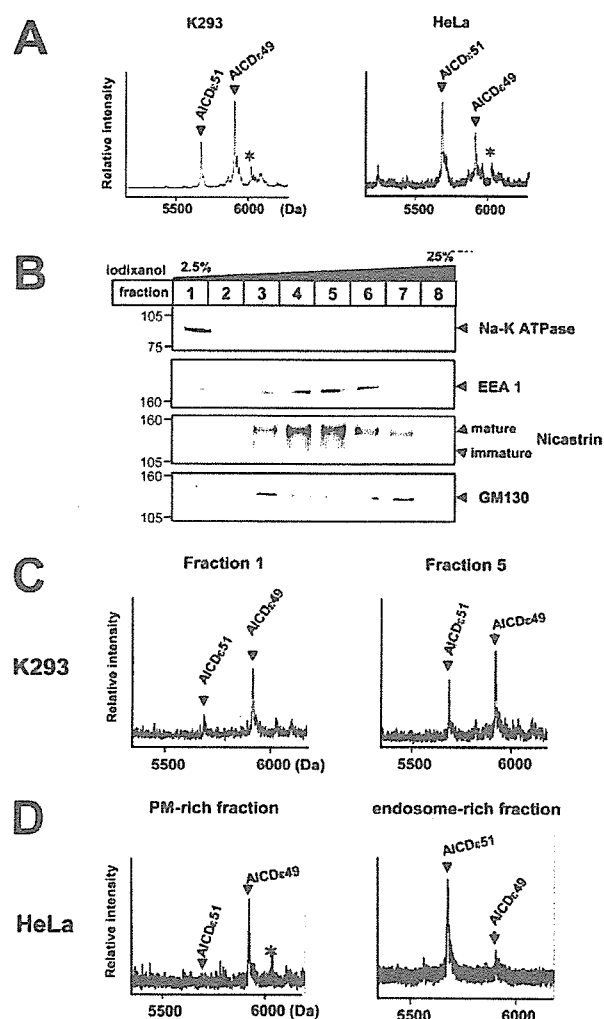 A
K293
HeLa
Relative intensity
AICDε51
AICDε49
*
AICDε51
AICDε49
*
5500
6000
(Da)
5500
6000
B
iodixanol
2.5%
25%
fraction
1
2
3
4
5
6
7
8
105
75
Na-K ATPase
160
EEA 1
160
105
mature
immature
Nicastrin
160
105
GM130
C
Fraction 1
Fraction 5
K293
Relative intensity
AICDε51
AICDε49
AICDε51
AICDε49
5500
6000 (Da)
5500
6000
D
PM-rich fraction
endosome-rich fraction
HeLa
Relative intensity
AICDε51
AICDε49
*
AICDε51
AICDε49
5500
6000 (Da)
5500
6000